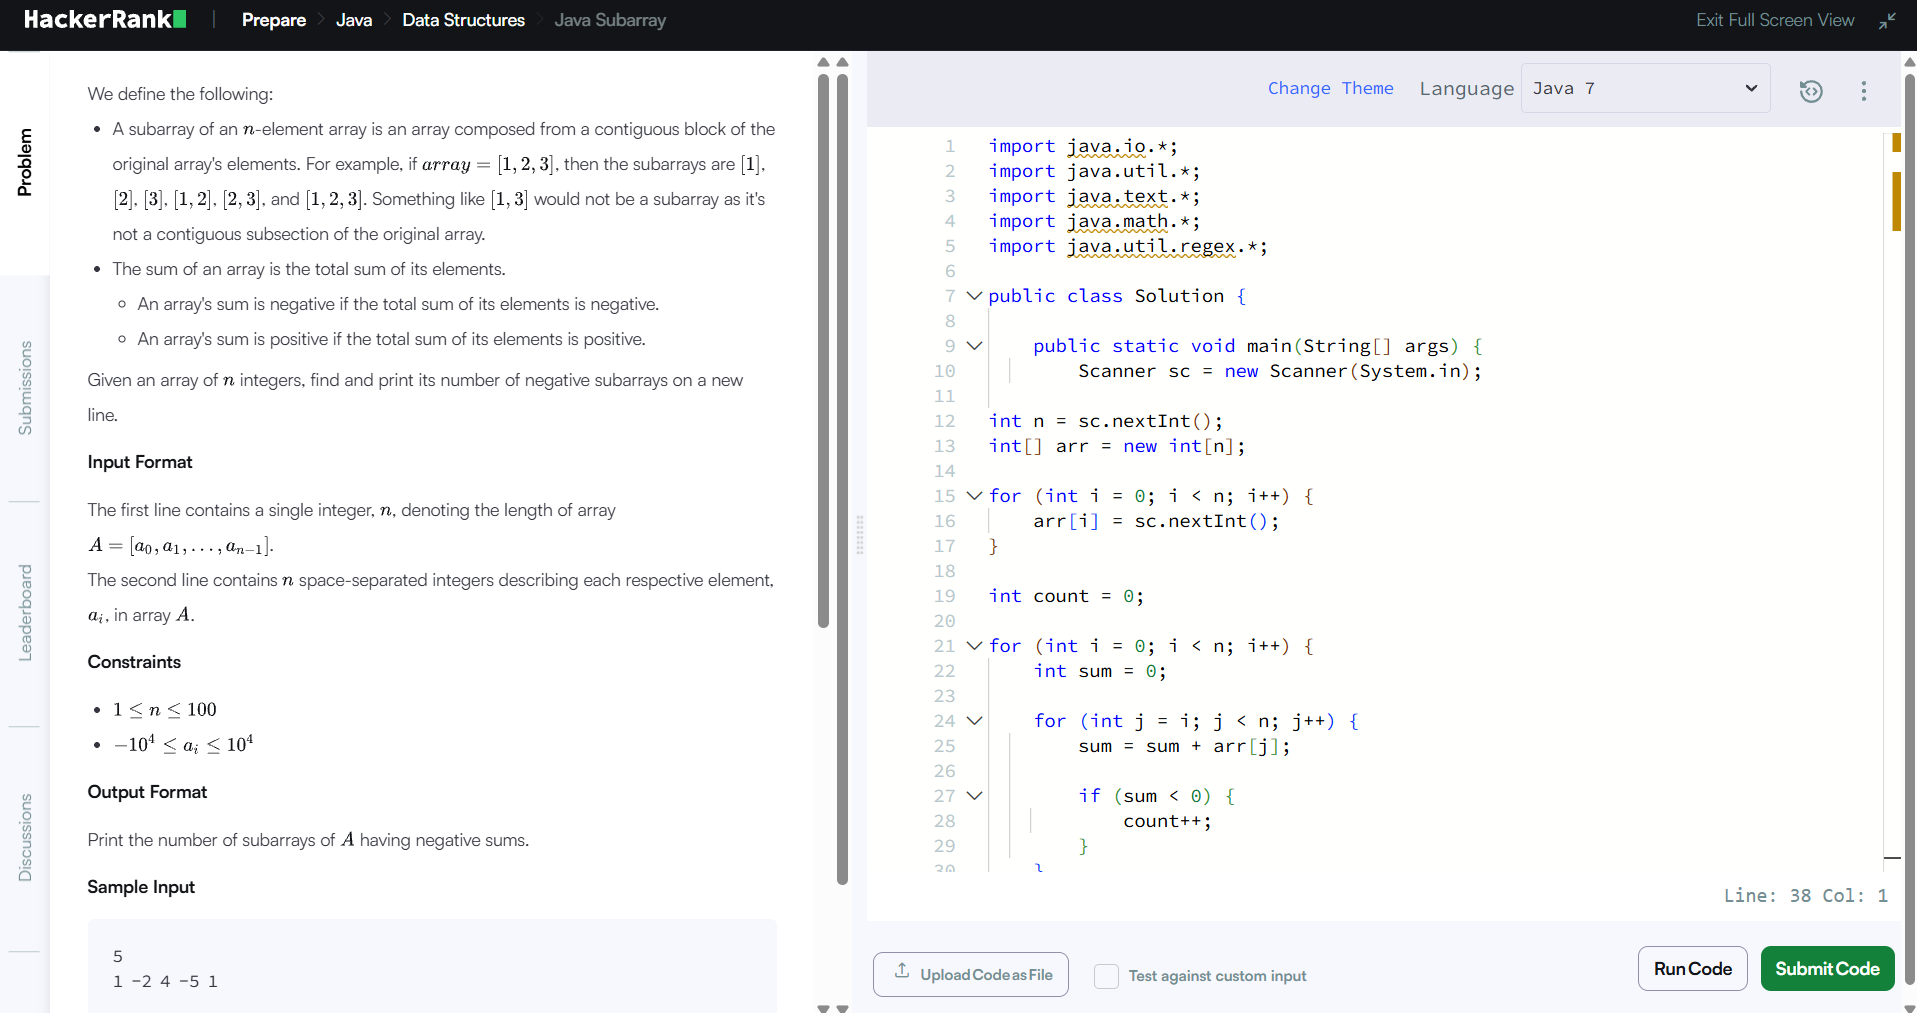 HackerRank | Prepare > Java > Data Structures > Java Subarray
Exit Full Screen View
Problem
Submissions
Leaderboard
Discussions
We define the following:
• A subarray of an n-element array is an array composed from a contiguous block of the
original array's elements. For example, if array = [1, 2, 3], then the subarrays are [1],
[2], [3], [1, 2], [2, 3], and [1, 2, 3]. Something like [1, 3] would not be a subarray as it's
not a contiguous subsection of the original array.
• The sum of an array is the total sum of its elements.
◦ An array's sum is negative if the total sum of its elements is negative.
◦ An array's sum is positive if the total sum of its elements is positive.
Given an array of n integers, find and print its number of negative subarrays on a new
line.
Input Format
The first line contains a single integer, n, denoting the length of array
A = [a₀, a₁, . . . , aₙ₋₁].
The second line contains n space-separated integers describing each respective element,
aᵢ, in array A.
Constraints
• 1 ≤ n ≤ 100
• −10⁴ ≤ aᵢ ≤ 10⁴
Output Format
Print the number of subarrays of A having negative sums.
Sample Input
5
1 -2 4 -5 1
Change Theme Language Java 7
1 import java.io.*;
2 import java.util.*;
3 import java.text.*;
4 import java.math.*;
5 import java.util.regex.*;
6
7 public class Solution {
8
9     public static void main(String[] args) {
10         Scanner sc = new Scanner(System.in);
11
12 int n = sc.nextInt();
13 int[] arr = new int[n];
14
15 for (int i = 0; i < n; i++) {
16     arr[i] = sc.nextInt();
17 }
18
19 int count = 0;
20
21 for (int i = 0; i < n; i++) {
22     int sum = 0;
23
24     for (int j = i; j < n; j++) {
25         sum = sum + arr[j];
26
27         if (sum < 0) {
28             count++;
29         }
30     }
Line: 38 Col: 1
Upload Code as File
Test against custom input
Run Code
Submit Code